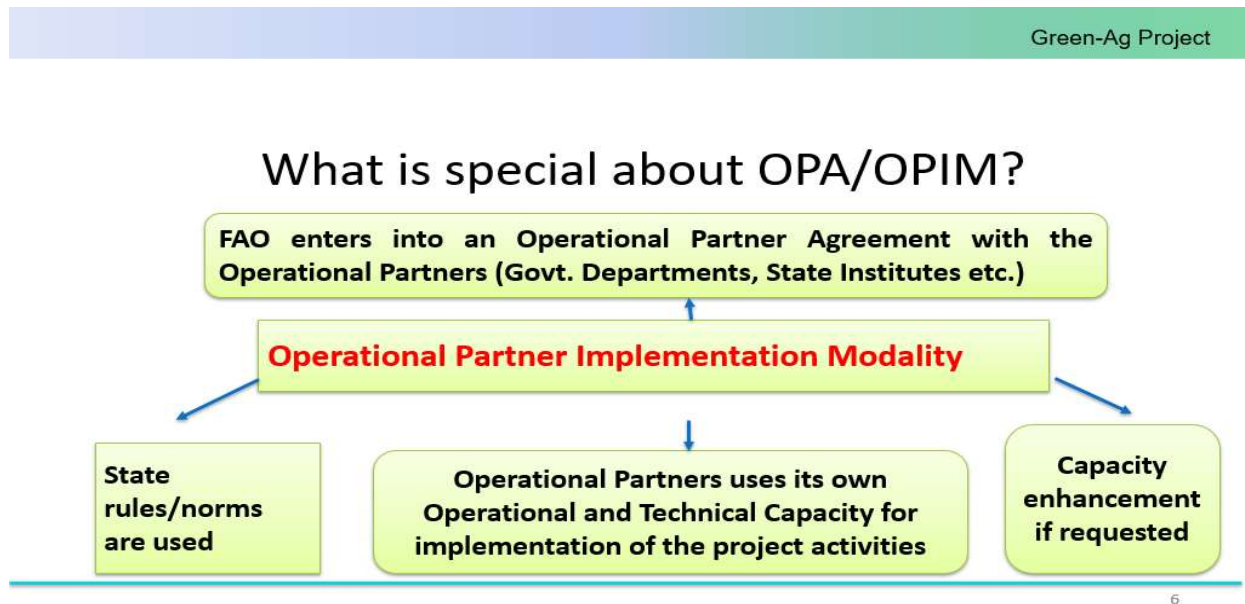 Green-Ag Project
What is special about OPA/OPIM?
FAO enters into an Operational Partner Agreement with the
Operational Partners (Govt. Departments, State Institutes etc.)
Operational Partner Implementation Modality
State
rules/norms
are used
Operational Partners uses its own
Operational and Technical Capacity for
implementation of the project activities
Capacity
enhancement
if requested
6